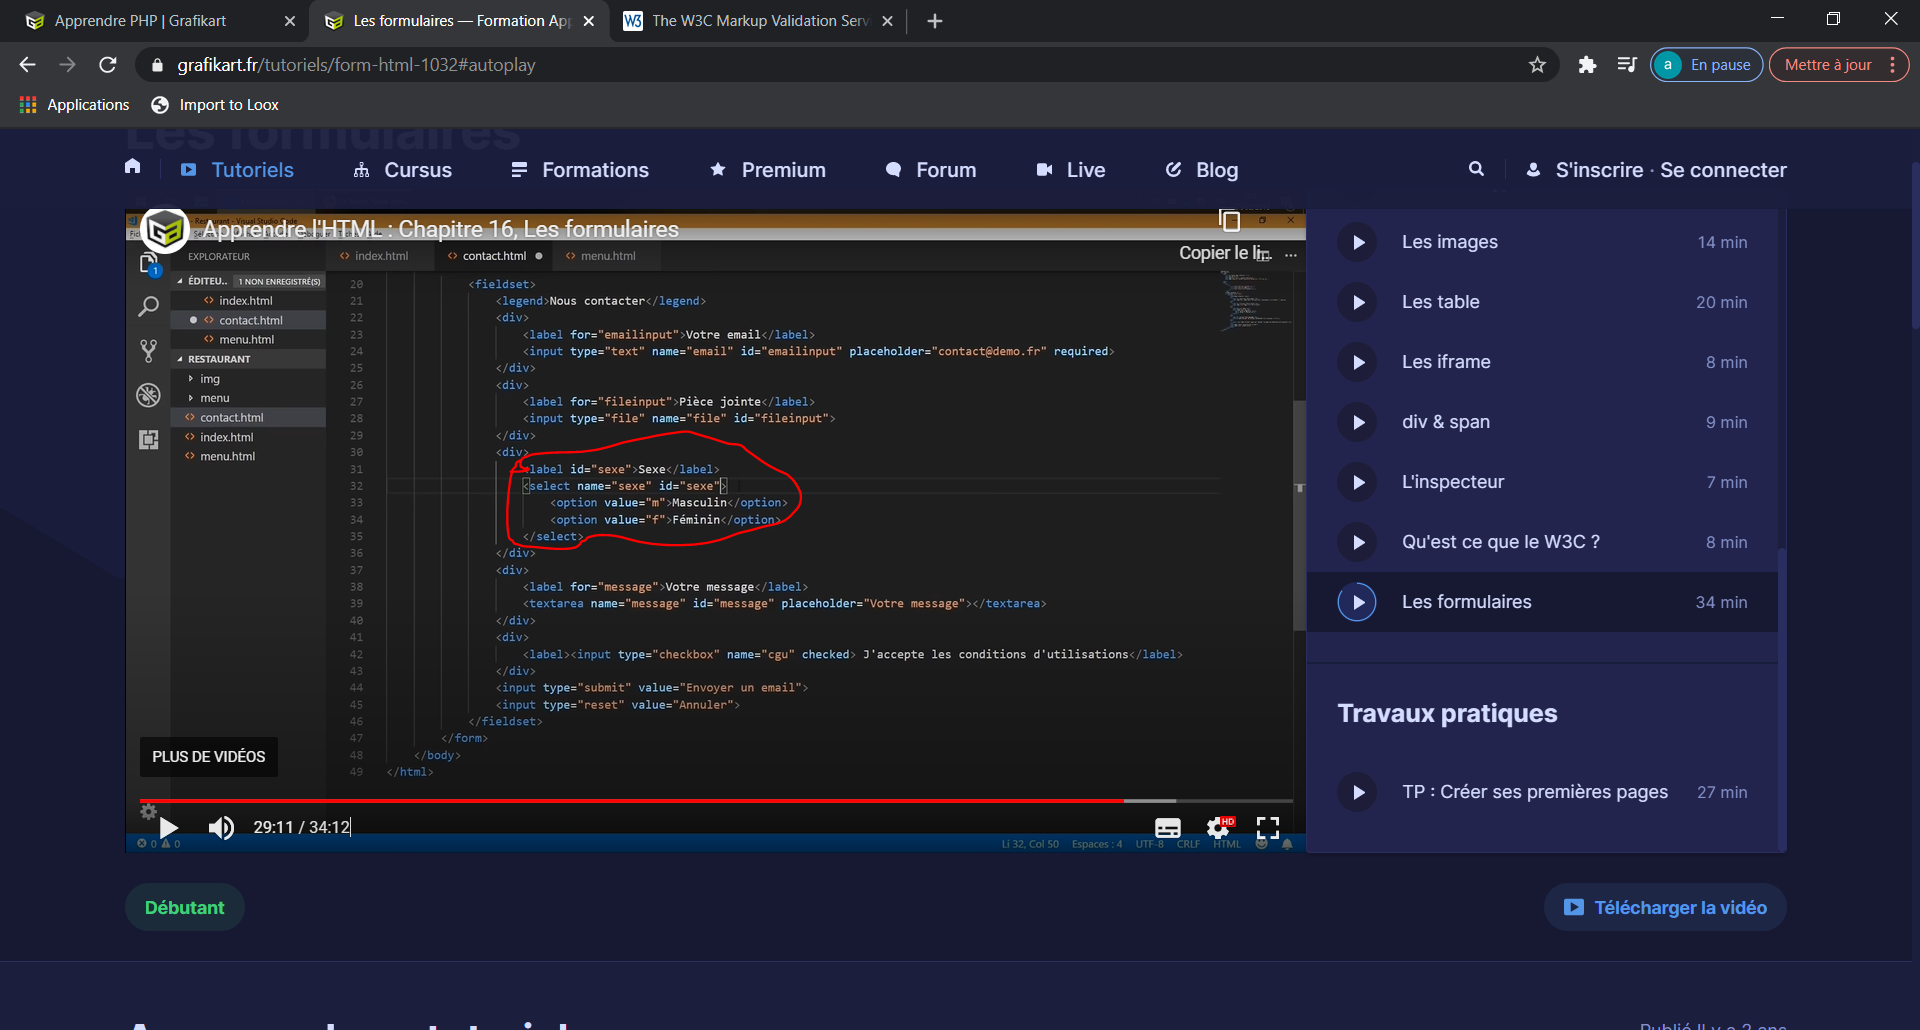 Apprendre PHP | Grafikart
Les formulaires — Formation Ap
The W3C Markup Validation Serv
grafikart.fr/tutoriels/form-html-1032#autoplay
a En pause
Mettre à jour
Applications
Import to Loox
Les formulaires
Tutoriels
Cursus
Formations
Premium
Forum
Live
Blog
S'inscrire · Se connecter
Restaurant - Visual Studio Code
Apprendre l'HTML : Chapitre 16, Les formulaires
Copier le li...
EXPLORATEUR
index.html
contact.html
menu.html
1
ÉDITEU... 1 NON ENREGISTRÉ(S)
index.html
contact.html
menu.html
RESTAURANT
img
menu
contact.html
index.html
menu.html
20 <fieldset>
21 <legend>Nous contacter</legend>
22 <div>
23 <label for="emailinput">Votre email</label>
24 <input type="text" name="email" id="emailinput" placeholder="contact@demo.fr" required>
25 </div>
26 <div>
27 <label for="fileinput">Pièce jointe</label>
28 <input type="file" name="file" id="fileinput">
29 </div>
30 <div>
31 <label id="sexe">Sexe</label>
32 <select name="sexe" id="sexe">
33 <option value="m">Masculin</option>
34 <option value="f">Féminin</option>
35 </select>
36 </div>
37 <div>
38 <label for="message">Votre message</label>
39 <textarea name="message" id="message" placeholder="Votre message"></textarea>
40 </div>
41 <div>
42 <label><input type="checkbox" name="cgu" checked> J'accepte les conditions d'utilisations</label>
43 </div>
44 <input type="submit" value="Envoyer un email">
45 <input type="reset" value="Annuler">
46 </fieldset>
47 </form>
48 </body>
49 </html>
PLUS DE VIDÉOS
29:11 / 34:12
HD
0 0
Li 32, Col 50 Espaces : 4 UTF-8 CRLF HTML
Les images 14 min
Les table 20 min
Les iframe 8 min
div & span 9 min
L'inspecteur 7 min
Qu'est ce que le W3C ? 8 min
Les formulaires 34 min
Travaux pratiques
TP : Créer ses premières pages 27 min
Débutant
Télécharger la vidéo